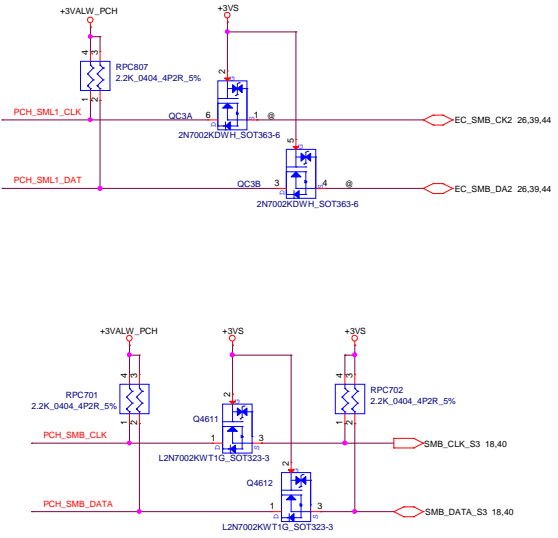 +3VALW_PCH
+3VS
4 3
RPC807
2.2K_0404_4P2R_5%
1 2
2
G
PCH_SML1_CLK
QC3A 6 1 @
D S
EC_SMB_CK2 26,39,44
2N7002KDWH_SOT363-6
5
G
PCH_SML1_DAT
QC3B 3 4 @
D S
EC_SMB_DA2 26,39,44
2N7002KDWH_SOT363-6
+3VALW_PCH
+3VS
+3VS
4 3
4 3
RPC701
2.2K_0404_4P2R_5%
RPC702
2.2K_0404_4P2R_5%
1 2
1 2
2
G
Q4611
PCH_SMB_CLK
1 3
D S
SMB_CLK_S3 18,40
L2N7002KWT1G_SOT323-3
2
G
Q4612
PCH_SMB_DATA
1 3
D S
SMB_DATA_S3 18,40
L2N7002KWT1G_SOT323-3